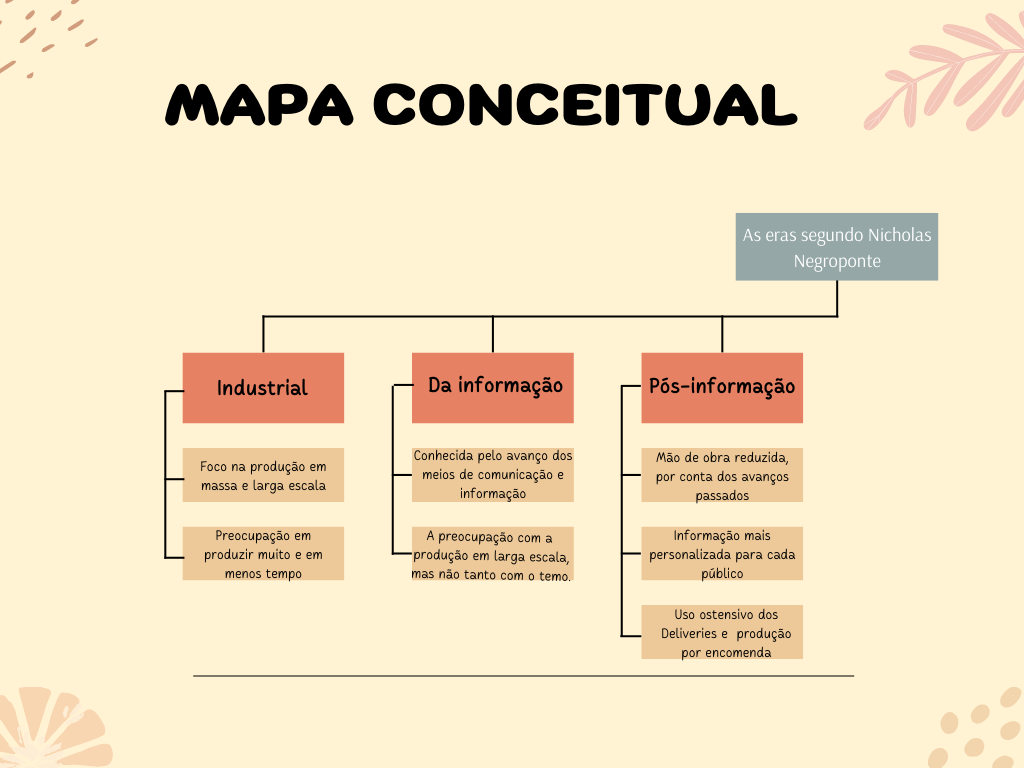 MAPA CONCEITUAL
As eras segundo Nicholas
Negroponte
Industrial
Foco na produção em
massa e larga escala
Preocupação em
produzir muito e em
menos tempo
Da informação
Conhecida pelo avanço dos
meios de comunicação e
informação
A preocupação com a
produção em larga escala,
mas não tanto com o temo.
Pós-informação
Mão de obra reduzida,
por conta dos avanços
passados
Informação mais
personalizada para cada
público
Uso ostensivo dos
Deliveries e produção
por encomenda